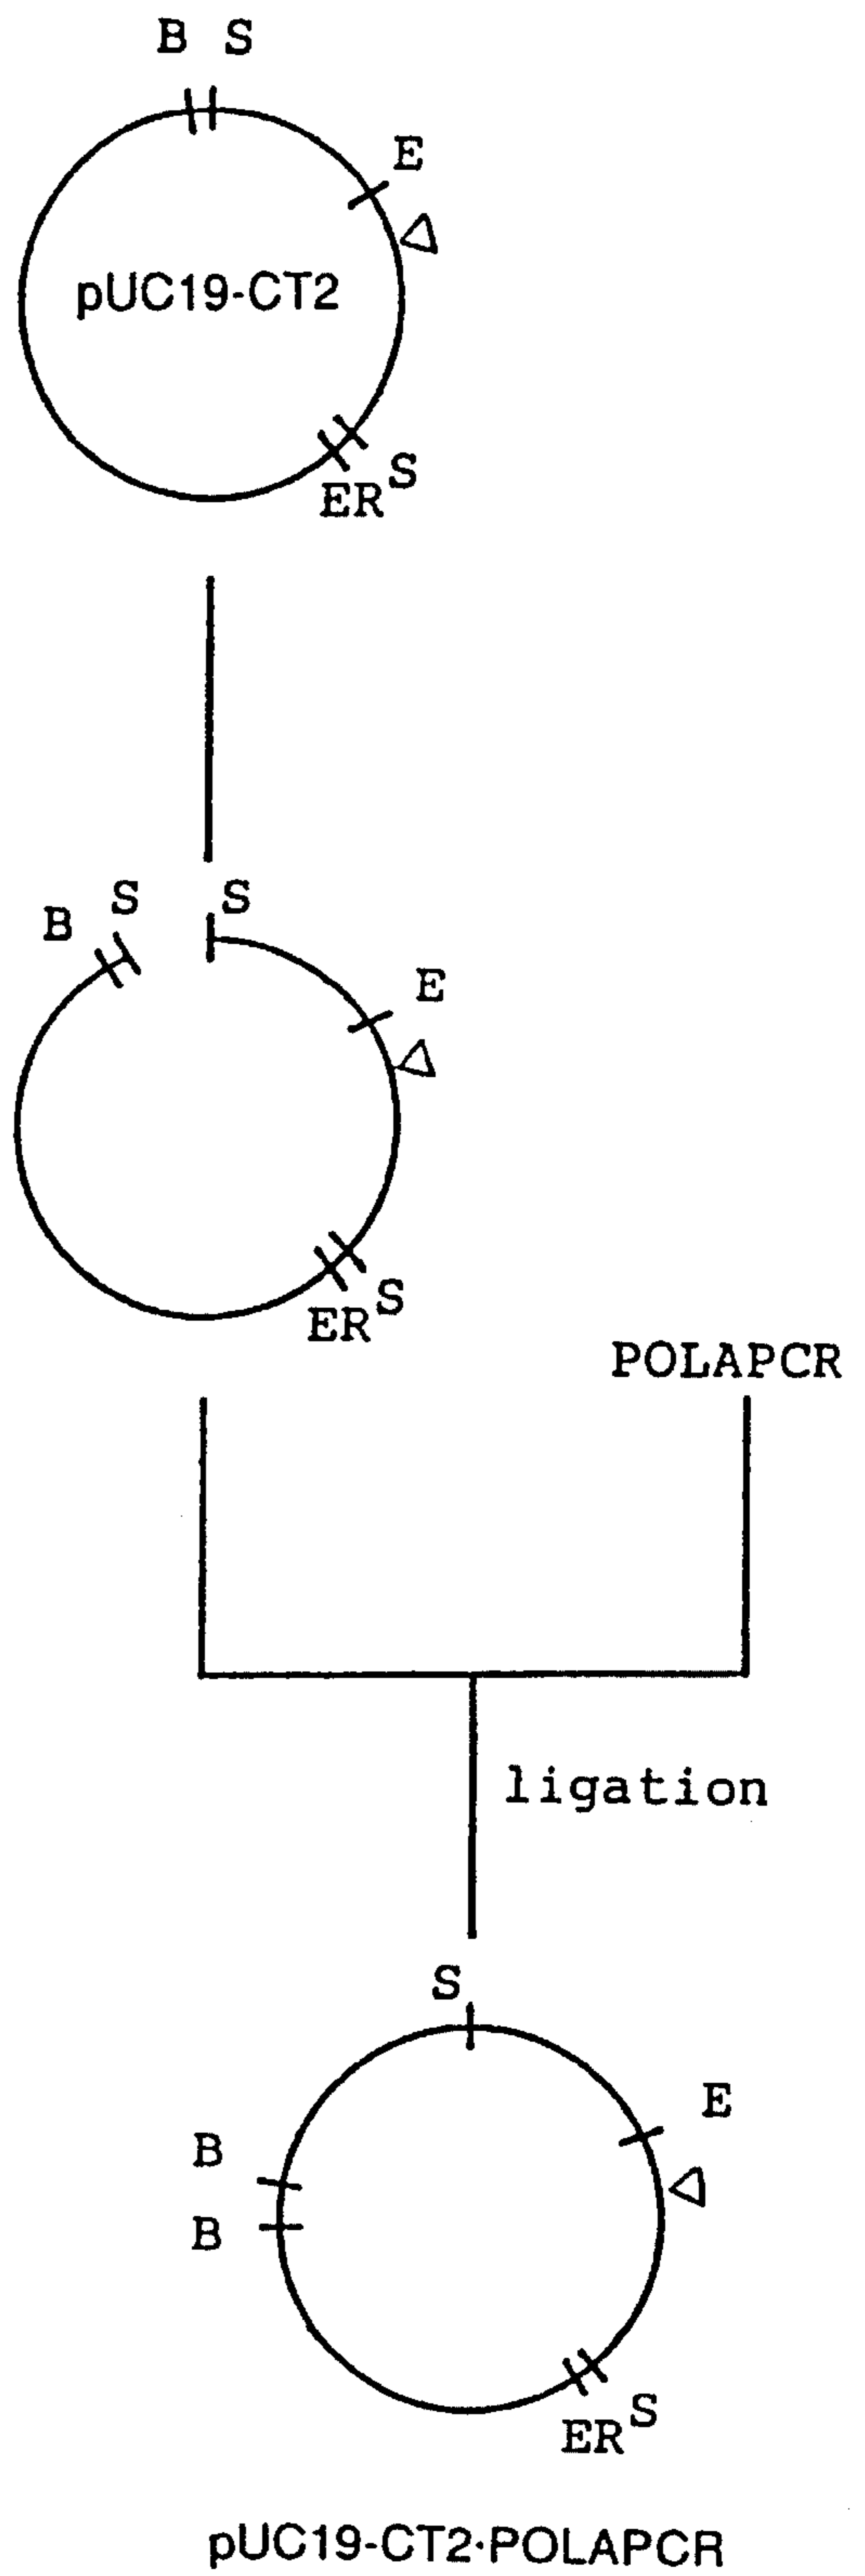 B S
E
pUC19-CT2
S
ER
B S S
E
S
ER
POLAPCR
ligation
S
E
B
B
S
ER
pUC19-CT2·POLAPCR